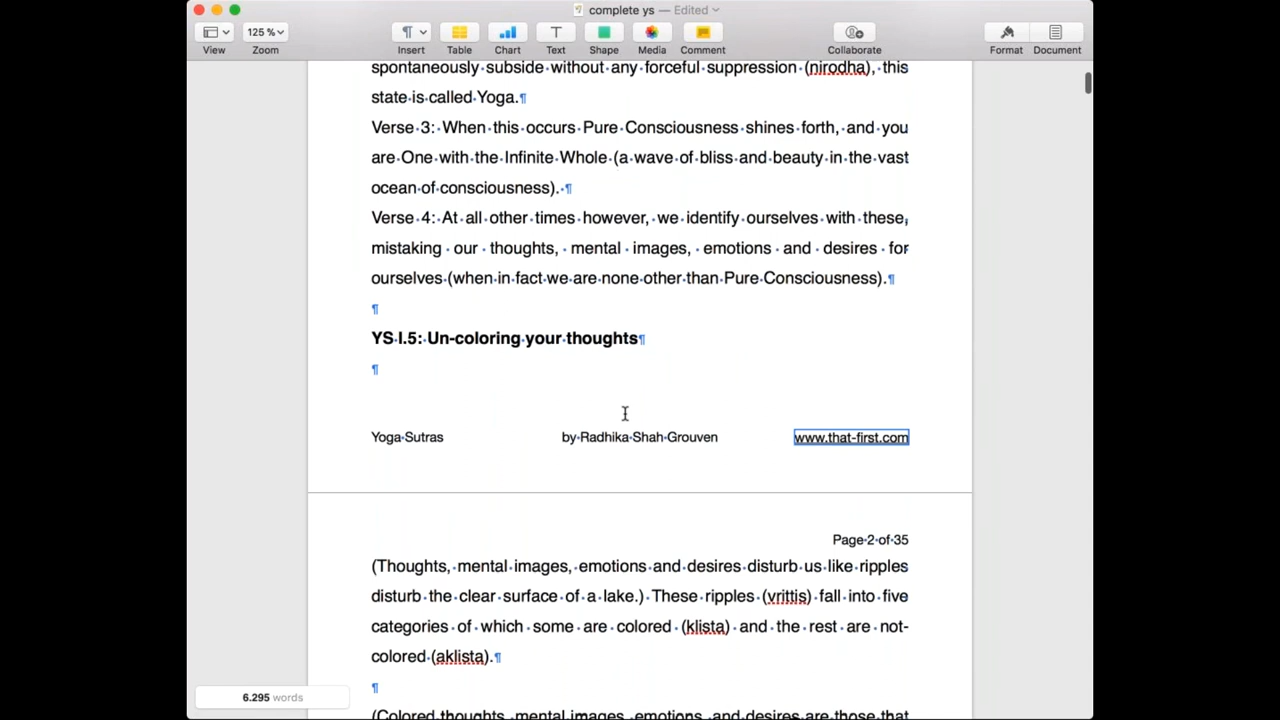 complete ys — Edited
125 %
View
Zoom
Insert
Table
Chart
Text
Shape
Media
Comment
Collaborate
Format
Document
spontaneously subside without any forceful suppression (nirodha), this
state is called Yoga.¶
Verse 3: When this occurs Pure Consciousness shines forth, and you
are One with the Infinite Whole (a wave of bliss and beauty in the vast
ocean of consciousness). ¶
Verse 4: At all other times however, we identify ourselves with these,
mistaking our thoughts, mental images, emotions and desires for
ourselves (when in fact we are none other than Pure Consciousness).¶
¶
YS I.5: Un-coloring your thoughts¶
¶
Yoga Sutras by Radhika Shah Grouven www.that-first.com
Page 2 of 35
(Thoughts, mental images, emotions and desires disturb us like ripples
disturb the clear surface of a lake.) These ripples (vrittis) fall into five
categories of which some are colored (klista) and the rest are not-
colored (aklista).¶
¶
(Colored thoughts, mental images, emotions, and desires are those that
6.295 words